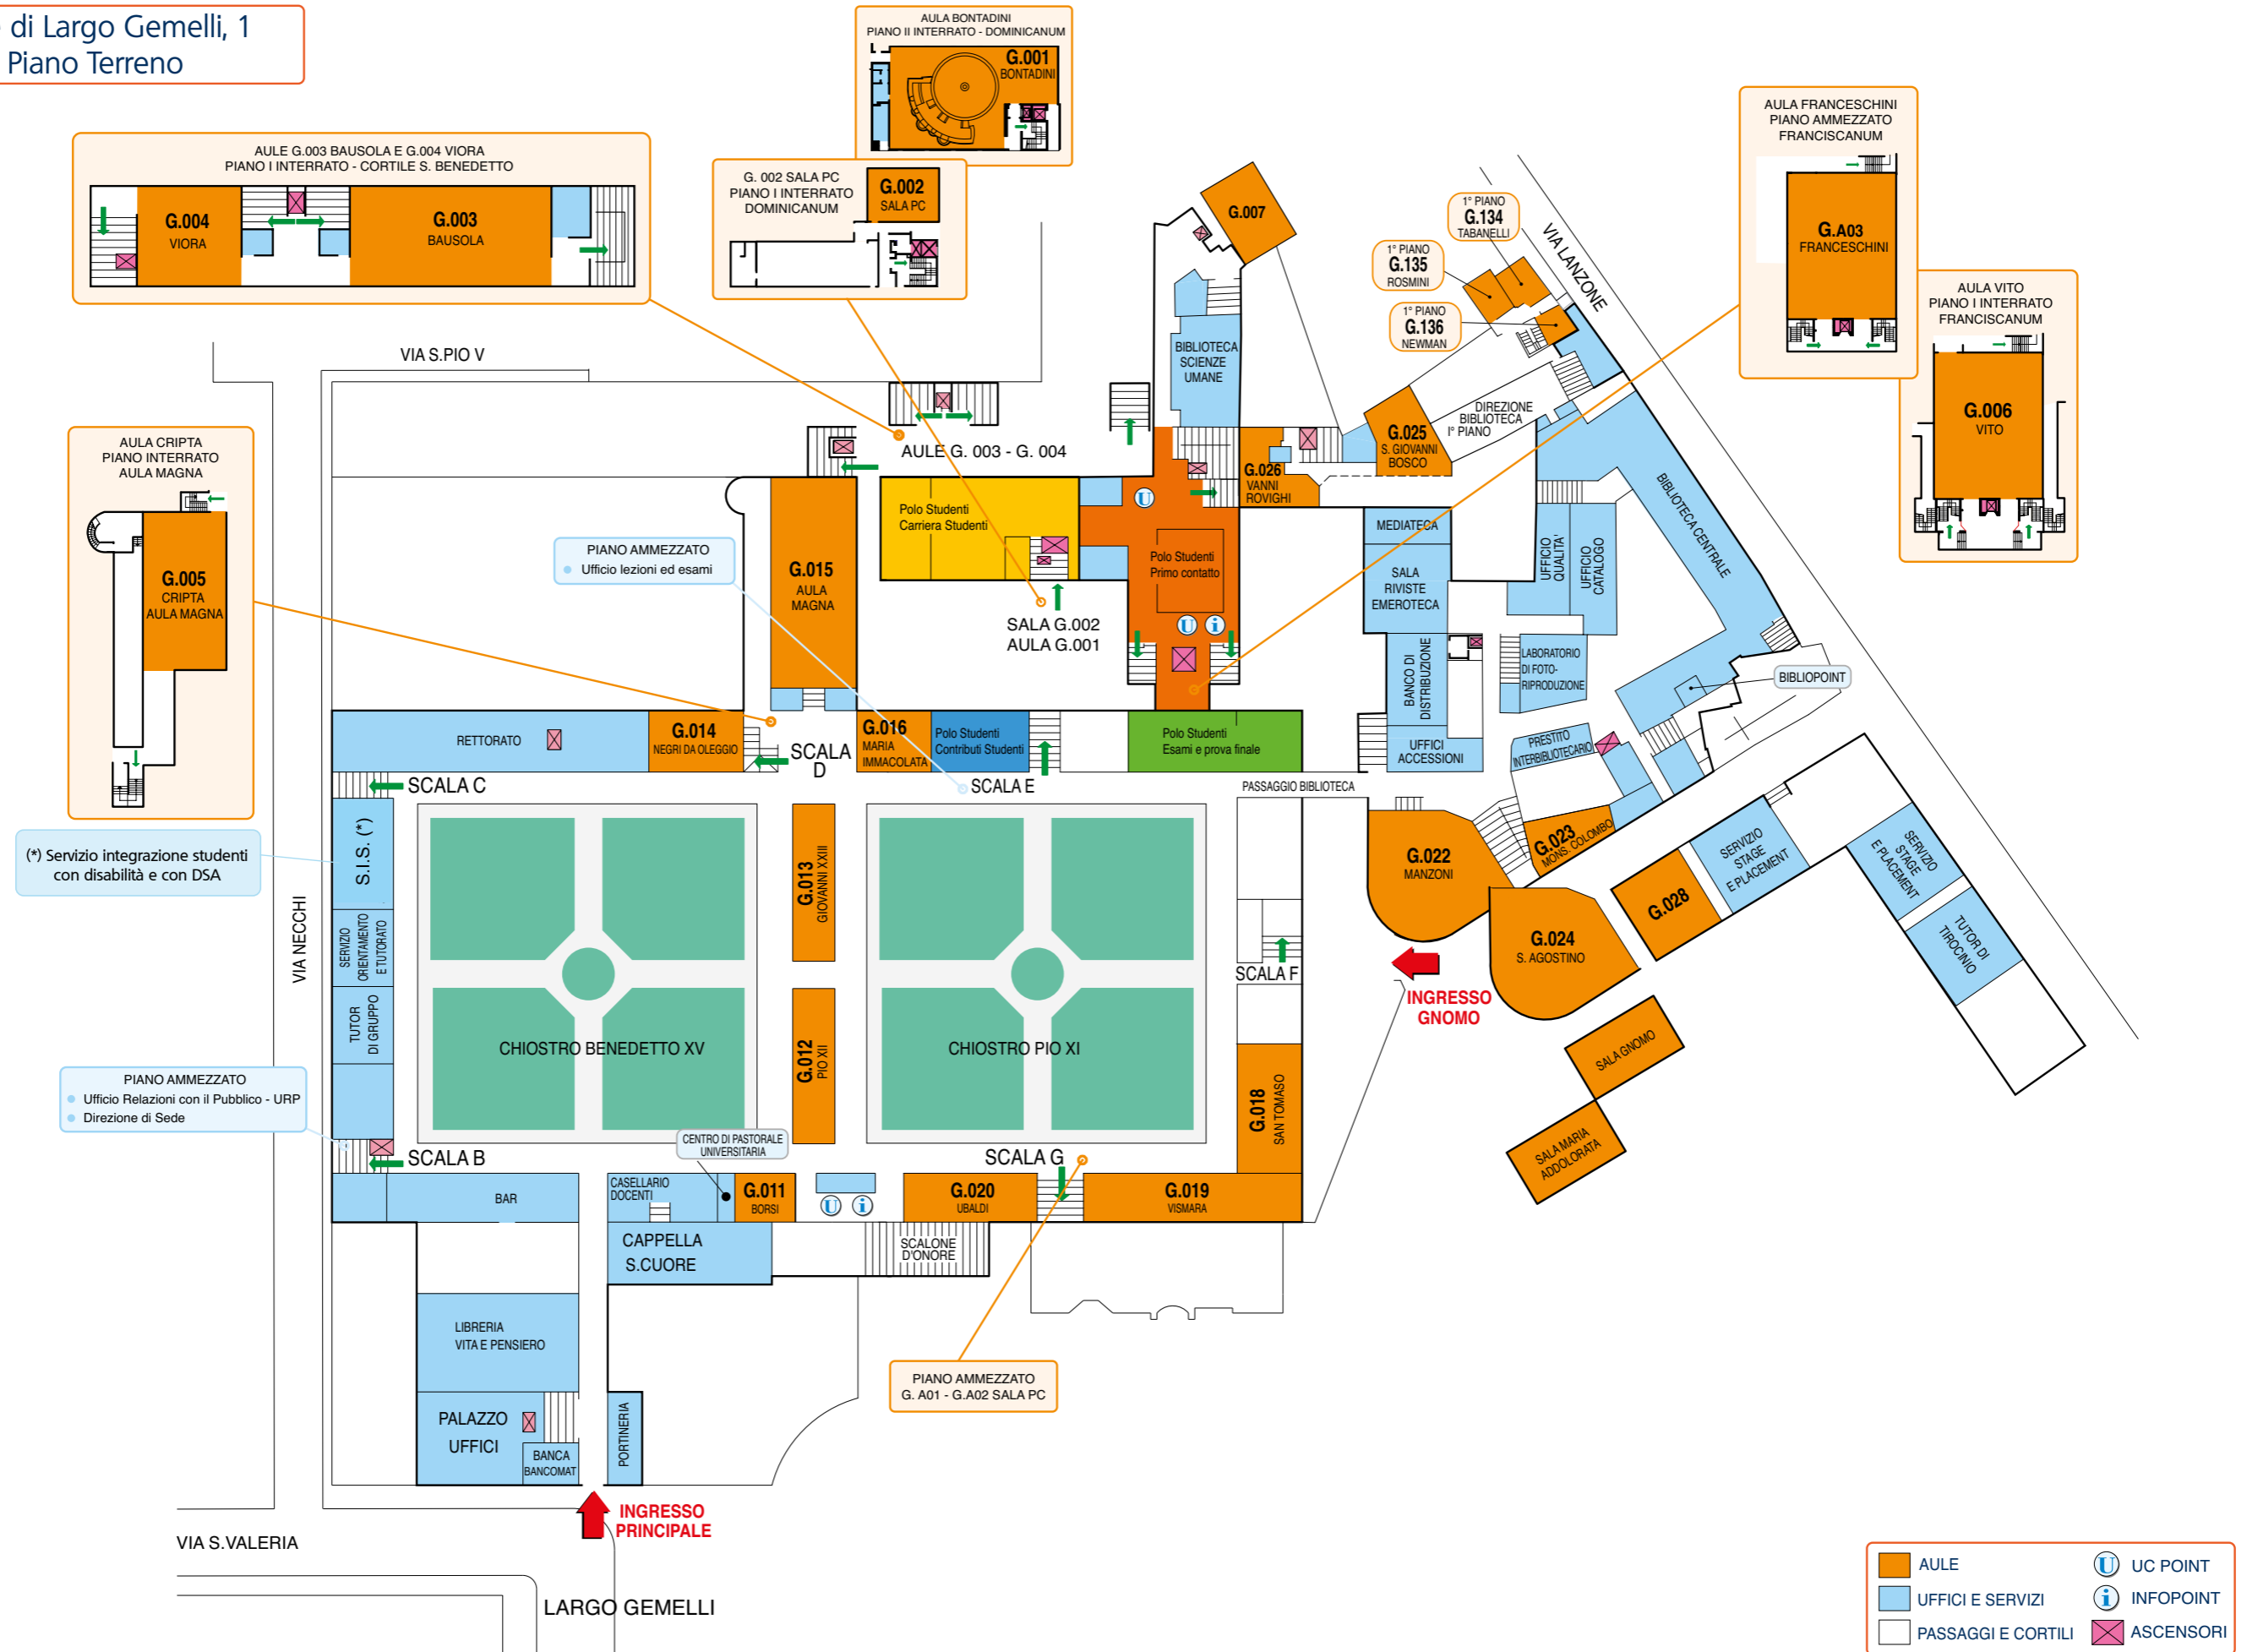 di Largo Gemelli, 1
Piano Terreno
AULA BONTADINI
PIANO II INTERRATO - DOMINICANUM
G.001
BONTADINI
AULE G.003 BAUSOLA E G.004 VIORA
PIANO I INTERRATO - CORTILE S. BENEDETTO
G.004
VIORA
G.003
BAUSOLA
G. 002 SALA PC
PIANO I INTERRATO
DOMINICANUM
G.002
SALA PC
AULA FRANCESCHINI
PIANO AMMEZZATO
FRANCISCANUM
G.A03
FRANCESCHINI
AULA VITO
PIANO I INTERRATO
FRANCISCANUM
G.006
VITO
G.007
1° PIANO
G.134
TABANELLI
1° PIANO
G.135
ROSMINI
1° PIANO
G.136
NEWMAN
VIA LANZONE
VIA S.PIO V
BIBLIOTECA
SCIENZE
UMANE
DIREZIONE
BIBLIOTECA
I° PIANO
G.025
S. GIOVANNI
BOSCO
G.026
VANNI
ROVIGHI
AULE G. 003 - G. 004
AULA CRIPTA
PIANO INTERRATO
AULA MAGNA
G.005
CRIPTA
AULA MAGNA
PIANO AMMEZZATO
Ufficio lezioni ed esami
G.015
AULA
MAGNA
Polo Studenti
Carriera Studenti
U
Polo Studenti
Primo contatto
U
i
SALA G.002
AULA G.001
MEDIATECA
SALA
RIVISTE
EMEROTECA
UFFICIO
QUALITA'
UFFICIO
CATALOGO
BIBLIOTECA CENTRALE
BANCO DI
DISTRIBUZIONE
LABORATORIO
DI FOTO-
RIPRODUZIONE
BIBLIOPOINT
UFFICI
ACCESSIONI
PRESTITO
INTERBIBLIOTECARIO
RETTORATO
G.014
NEGRI DA OLEGGIO
SCALA
D
G.016
MARIA
IMMACOLATA
Polo Studenti
Contributi Studenti
Polo Studenti
Esami e prova finale
SCALA C
SCALA E
PASSAGGIO BIBLIOTECA
(*) Servizio integrazione studenti
con disabilità e con DSA
S.I.S. (*)
SERVIZIO
ORIENTAMENTO
E TUTORATO
TUTOR
DI GRUPPO
VIA NECCHI
G.013
GIOVANNI XXIII
G.012
PIO XII
CHIOSTRO BENEDETTO XV
CHIOSTRO PIO XI
SCALA F
G.018
SAN TOMASO
G.022
MANZONI
G.023
MONS. COLOMBO
G.024
S. AGOSTINO
G.028
SERVIZIO
STAGE
E PLACEMENT
SERVIZIO
STAGE
E PLACEMENT
TUTOR DI
TIROCINIO
INGRESSO
GNOMO
SALA GNOMO
SALA MARIA
ADDOLORATA
PIANO AMMEZZATO
Ufficio Relazioni con il Pubblico - URP
Direzione di Sede
SCALA B
CENTRO DI PASTORALE
UNIVERSITARIA
SCALA G
BAR
CASELLARIO
DOCENTI
G.011
BORSI
U
i
G.020
UBALDI
G.019
VISMARA
CAPPELLA
S.CUORE
SCALONE
D'ONORE
LIBRERIA
VITA E PENSIERO
PIANO AMMEZZATO
G. A01 - G.A02 SALA PC
PALAZZO
UFFICI
BANCA
BANCOMAT
PORTINERIA
INGRESSO
PRINCIPALE
VIA S.VALERIA
LARGO GEMELLI
AULE
UFFICI E SERVIZI
PASSAGGI E CORTILI
U
UC POINT
i
INFOPOINT
ASCENSORI